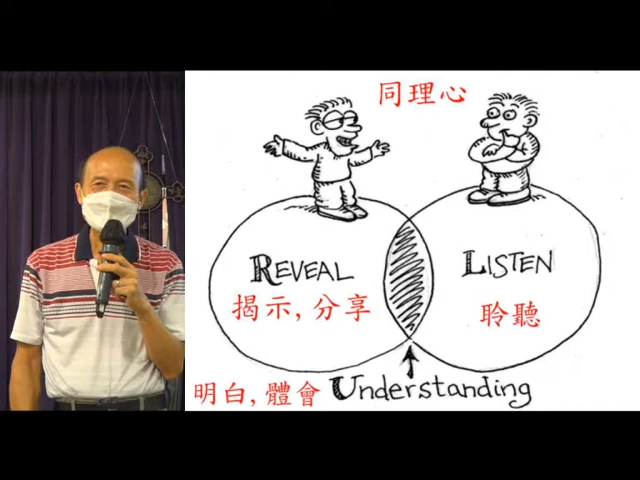 同理心
REVEAL
揭示, 分享
LISTEN
聆聽
明白, 體會 Understanding